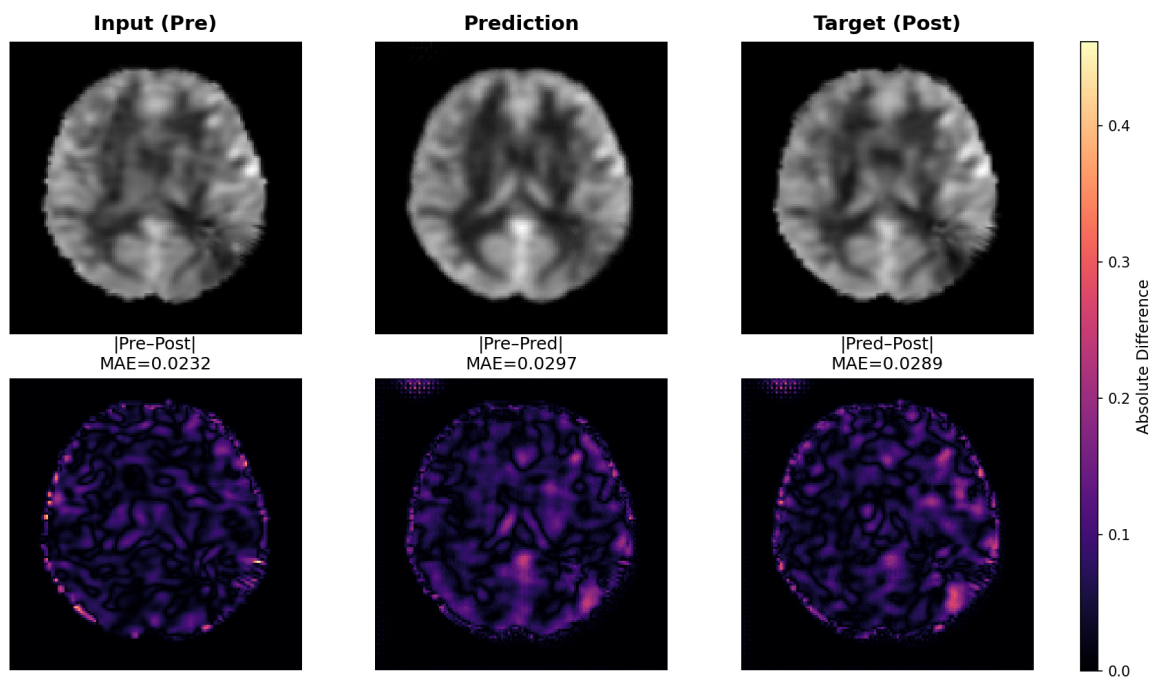 Input (Pre)
Prediction
Target (Post)
|Pre–Post|
MAE=0.0232
|Pre–Pred|
MAE=0.0297
|Pred–Post|
MAE=0.0289
0.4
0.3
0.2
0.1
0.0
Absolute Difference